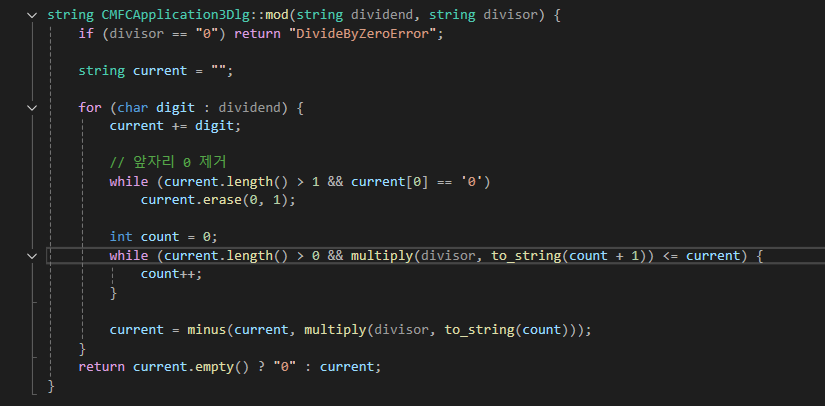 string CMFCApplication3Dlg::mod(string dividend, string divisor) {
if (divisor == "0") return "DivideByZeroError";
string current = "";
for (char digit : dividend) {
current += digit;
// 앞자리 0 제거
while (current.length() > 1 && current[0] == '0')
current.erase(0, 1);
int count = 0;
while (current.length() > 0 && multiply(divisor, to_string(count + 1)) <= current) {
count++;
}
current = minus(current, multiply(divisor, to_string(count)));
}
return current.empty() ? "0" : current;
}